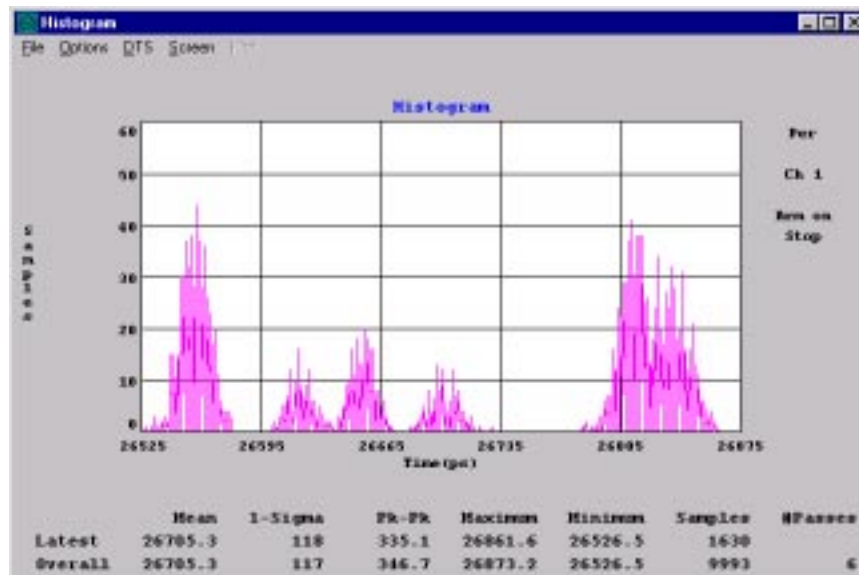 Histogram
File Options DTS Screen
Histogram
Per
Ch 1
Arm on
Stop
samples
60
50
40
30
20
10
0
26525 26595 26665 26735 26805 26875
Time(ps)
Mean 1-Sigma Pk-Pk Maximum Minimum Samples #Passes
Latest 26705.3 118 335.1 26861.6 26526.5 1630
Overall 26705.3 117 346.7 26873.2 26526.5 9993 6